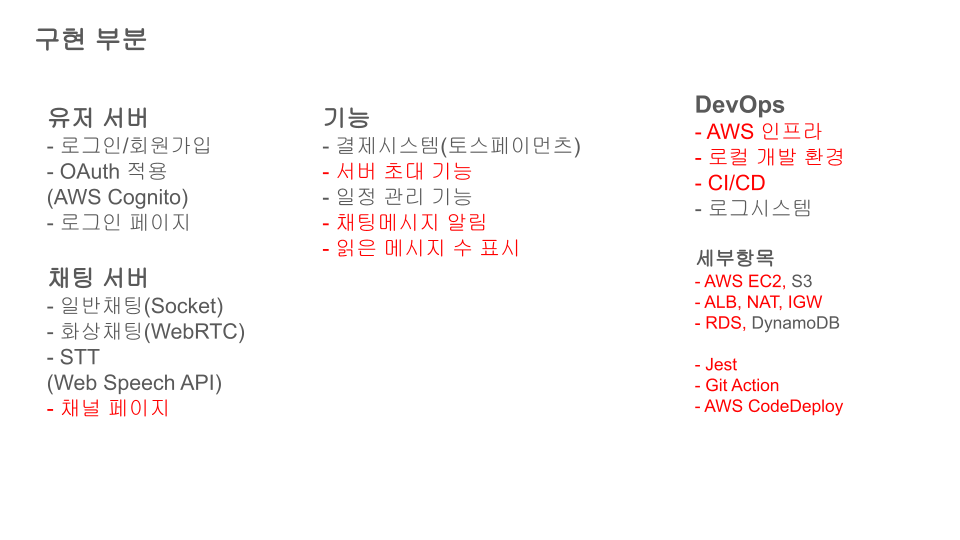 구현 부분
유저 서버
- 로그인/회원가입
- OAuth 적용
(AWS Cognito)
- 로그인 페이지
채팅 서버
- 일반채팅(Socket)
- 화상채팅(WebRTC)
- STT
(Web Speech API)
- 채널 페이지
기능
- 결제시스템(토스페이먼츠)
- 서버 초대 기능
- 일정 관리 기능
- 채팅메시지 알림
- 읽은 메시지 수 표시
DevOps
- AWS 인프라
- 로컬 개발 환경
- CI/CD
- 로그시스템
세부항목
- AWS EC2, S3
- ALB, NAT, IGW
- RDS, DynamoDB
- Jest
- Git Action
- AWS CodeDeploy